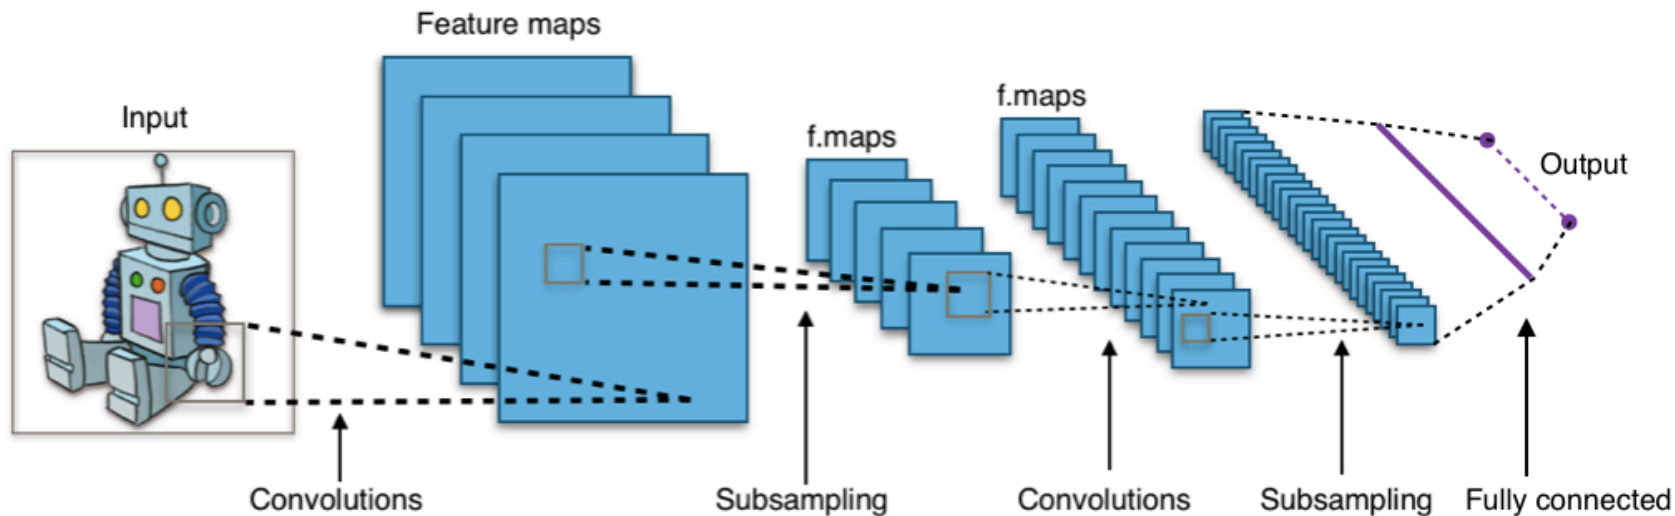 Feature maps
f.maps
Input
f.maps
Output
Convolutions
Subsampling
Convolutions
Subsampling
Fully connected